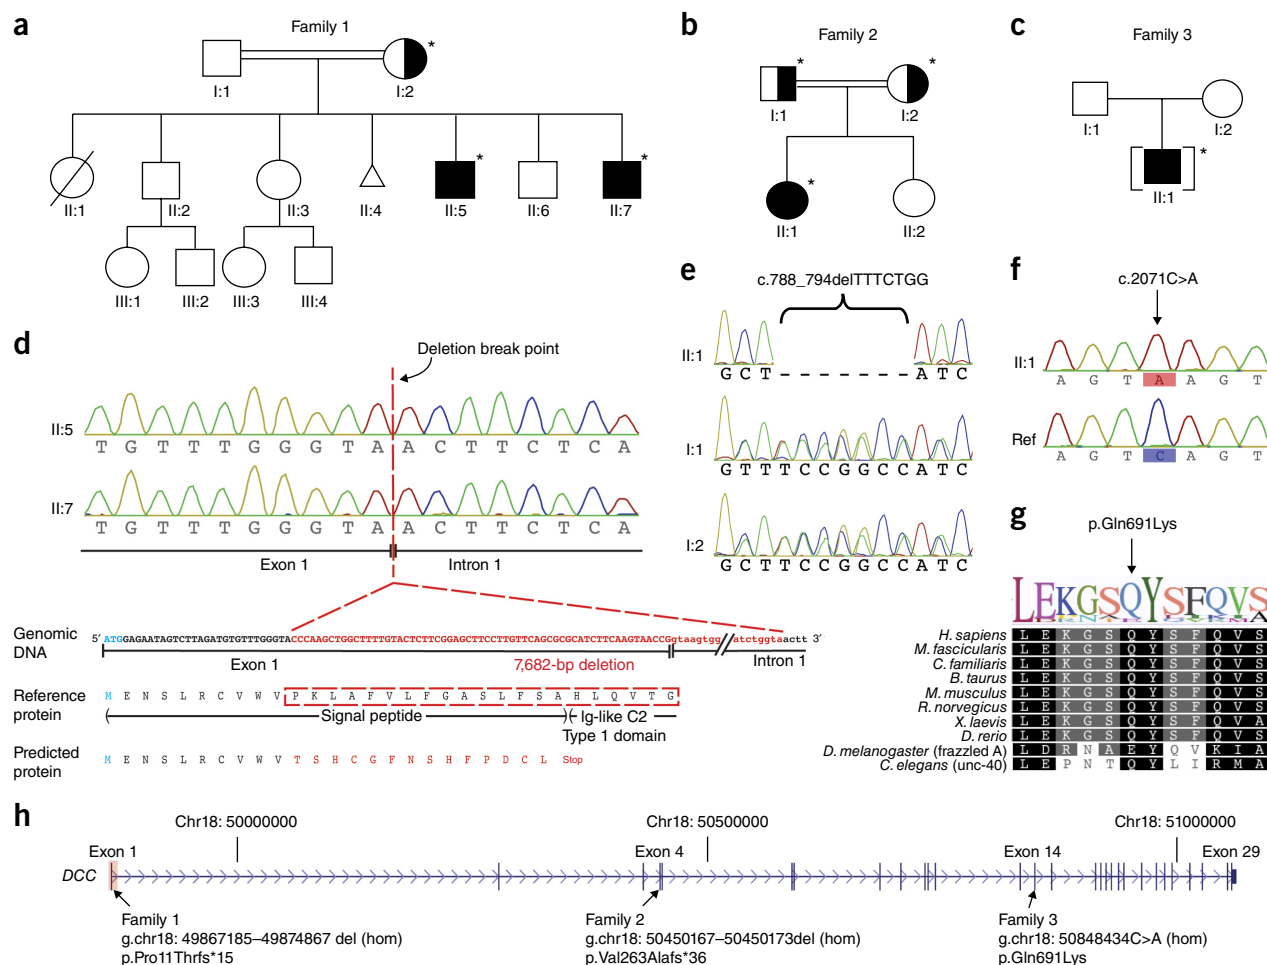 a
Family 1
*
I:1
I:2
* *
II:1 II:2 II:3 II:4 II:5 II:6 II:7
III:1 III:2 III:3 III:4
b
Family 2
* *
I:1 I:2
*
II:1 II:2
c
Family 3
I:1 I:2
*
II:1
d
Deletion break point
II:5
T G T T T G G G T A A C T T C T C A
II:7
T G T T T G G G T A A C T T C T C A
Exon 1 Intron 1
Genomic DNA 5′ ATGGAGAATAGTCTTAGATGTGTTTGGGTACCCAAGCTGGCTTTTGTACTCTTCGGAGCTTCCTTGTTCAGCGCGCATCTTCAAGTAACCGgtaagtgg atctggtaactt 3′
Exon 1 7,682-bp deletion Intron 1
Reference protein M E N S L R C V W V P K L A F V L F G A S L F S A H L Q V T G
Signal peptide Ig-like C2
Type 1 domain
Predicted protein M E N S L R C V W V T S H C G F N S H F P D C L Stop
e
c.788_794delTTTCTGG
II:1
G C T - - - - - - - A T C
I:1
G T T T C C G G C C A T C
I:2
G C T T C C G G C C A T C
f
c.2071C>A
II:1
A G T A A G T
Ref
A G T C A G T
g
p.Gln691Lys
LEKGSQYSFQVS
H. sapiens L E K G S Q Y S F Q V S
M. fascicularis L E K G S Q Y S F Q V S
C. familiaris L E K G S Q Y S F Q V S
B. taurus L E K G S Q Y S F Q V S
M. musculus L E K G S Q Y S F Q V S
R. norvegicus L E K G S Q Y S F Q V S
X. laevis L E K G S Q Y S F Q V A
D. rerio L E K G S Q Y S F Q V S
D. melanogaster (frazzled A) L D R N A E Y Q V K I A
C. elegans (unc-40) L E P N T Q Y L I R M A
h
Chr18: 50000000 Chr18: 50500000 Chr18: 51000000
Exon 1 Exon 4 Exon 14 Exon 29
DCC
Family 1
g.chr18: 49867185–49874867 del (hom)
p.Pro11Thrfs*15
Family 2
g.chr18: 50450167–50450173del (hom)
p.Val263Alafs*36
Family 3
g.chr18: 50848434C>A (hom)
p.Gln691Lys